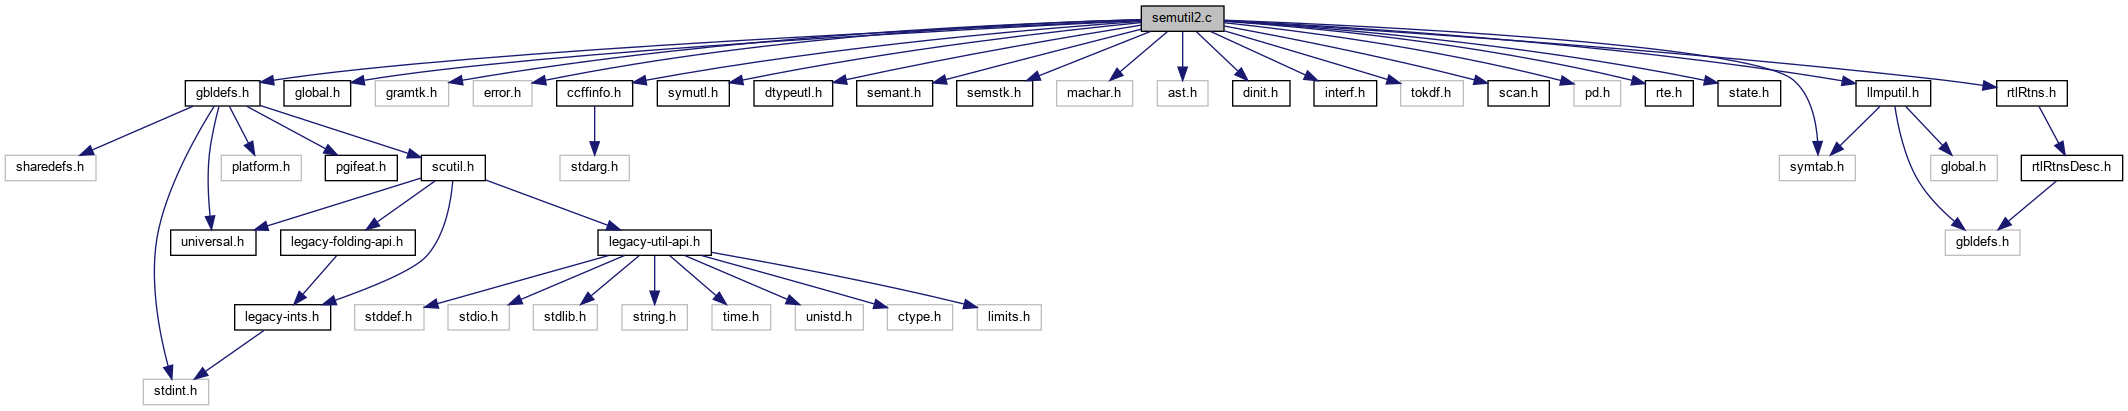 semutil2.c
gbldefs.h
global.h
gramtk.h
error.h
ccffinfo.h
symutl.h
dtypeutl.h
semant.h
semstk.h
machar.h
ast.h
dinit.h
interf.h
tokdf.h
scan.h
pd.h
rte.h
state.h
llmputil.h
rtlRtns.h
sharedefs.h
platform.h
pgifeat.h
scutil.h
stdarg.h
symtab.h
global.h
rtlRtnsDesc.h
universal.h
legacy-folding-api.h
legacy-util-api.h
gbldefs.h
legacy-ints.h
stddef.h
stdio.h
stdlib.h
string.h
time.h
unistd.h
ctype.h
limits.h
stdint.h